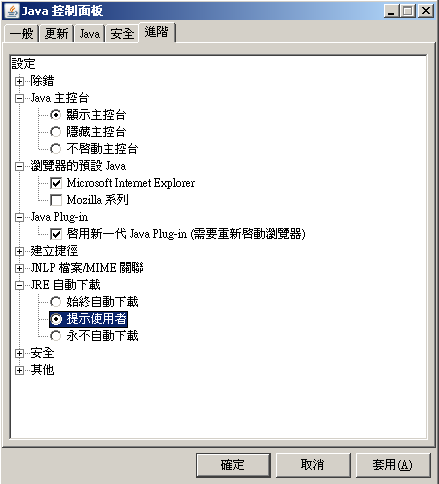 Java 控制面板
一般 更新 Java 安全 進階
設定
除錯
Java 主控台
顯示主控台
隱藏主控台
不啟動主控台
瀏覽器的預設 Java
Microsoft Internet Explorer
Mozilla 系列
Java Plug-in
啟用新一代 Java Plug-in (需要重新啟動瀏覽器)
建立捷徑
JNLP 檔案/MIME 關聯
JRE 自動下載
始終自動下載
提示使用者
永不自動下載
安全
其他
確定 取消 套用(A)